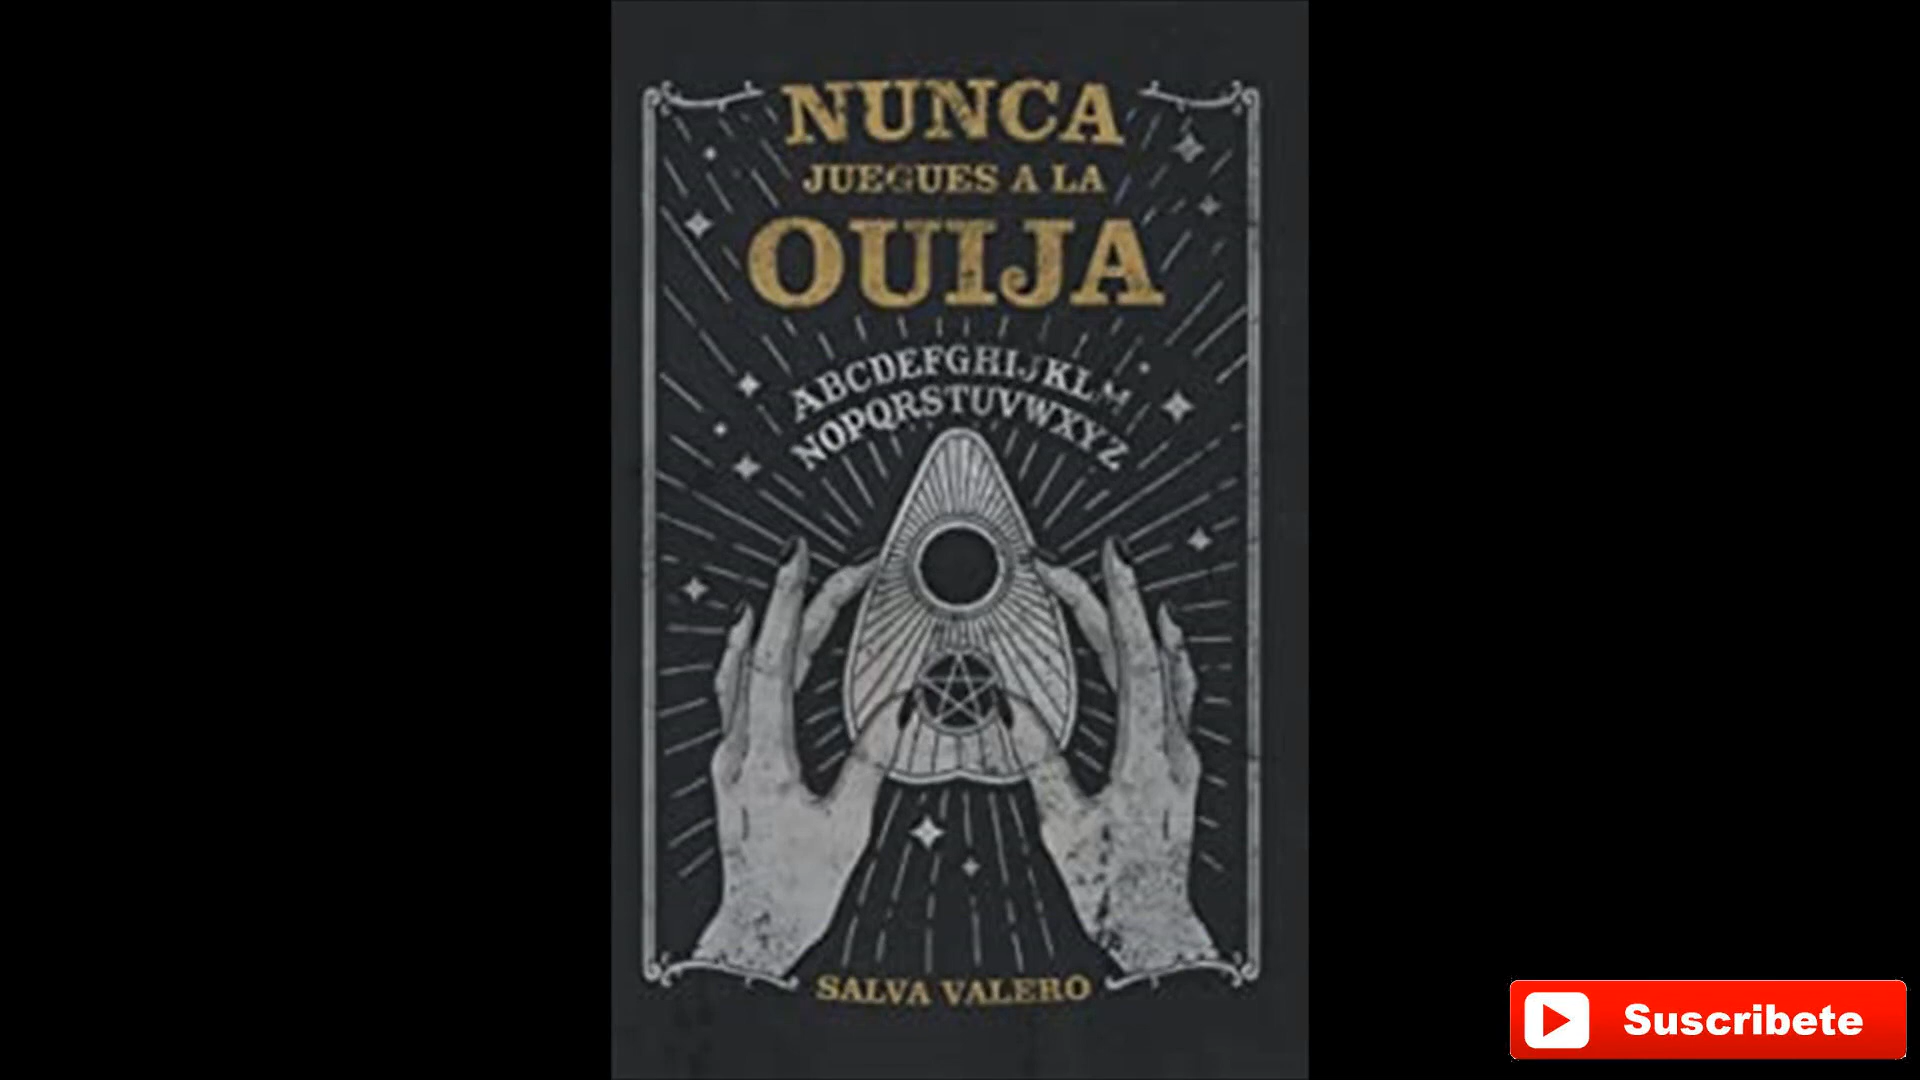 NUNCA
JUEGUES A LA
OUIJA
ABCDEFGHIJKLM
NOPQRSTUVWXYZ
SALVA VALERO
Suscribete